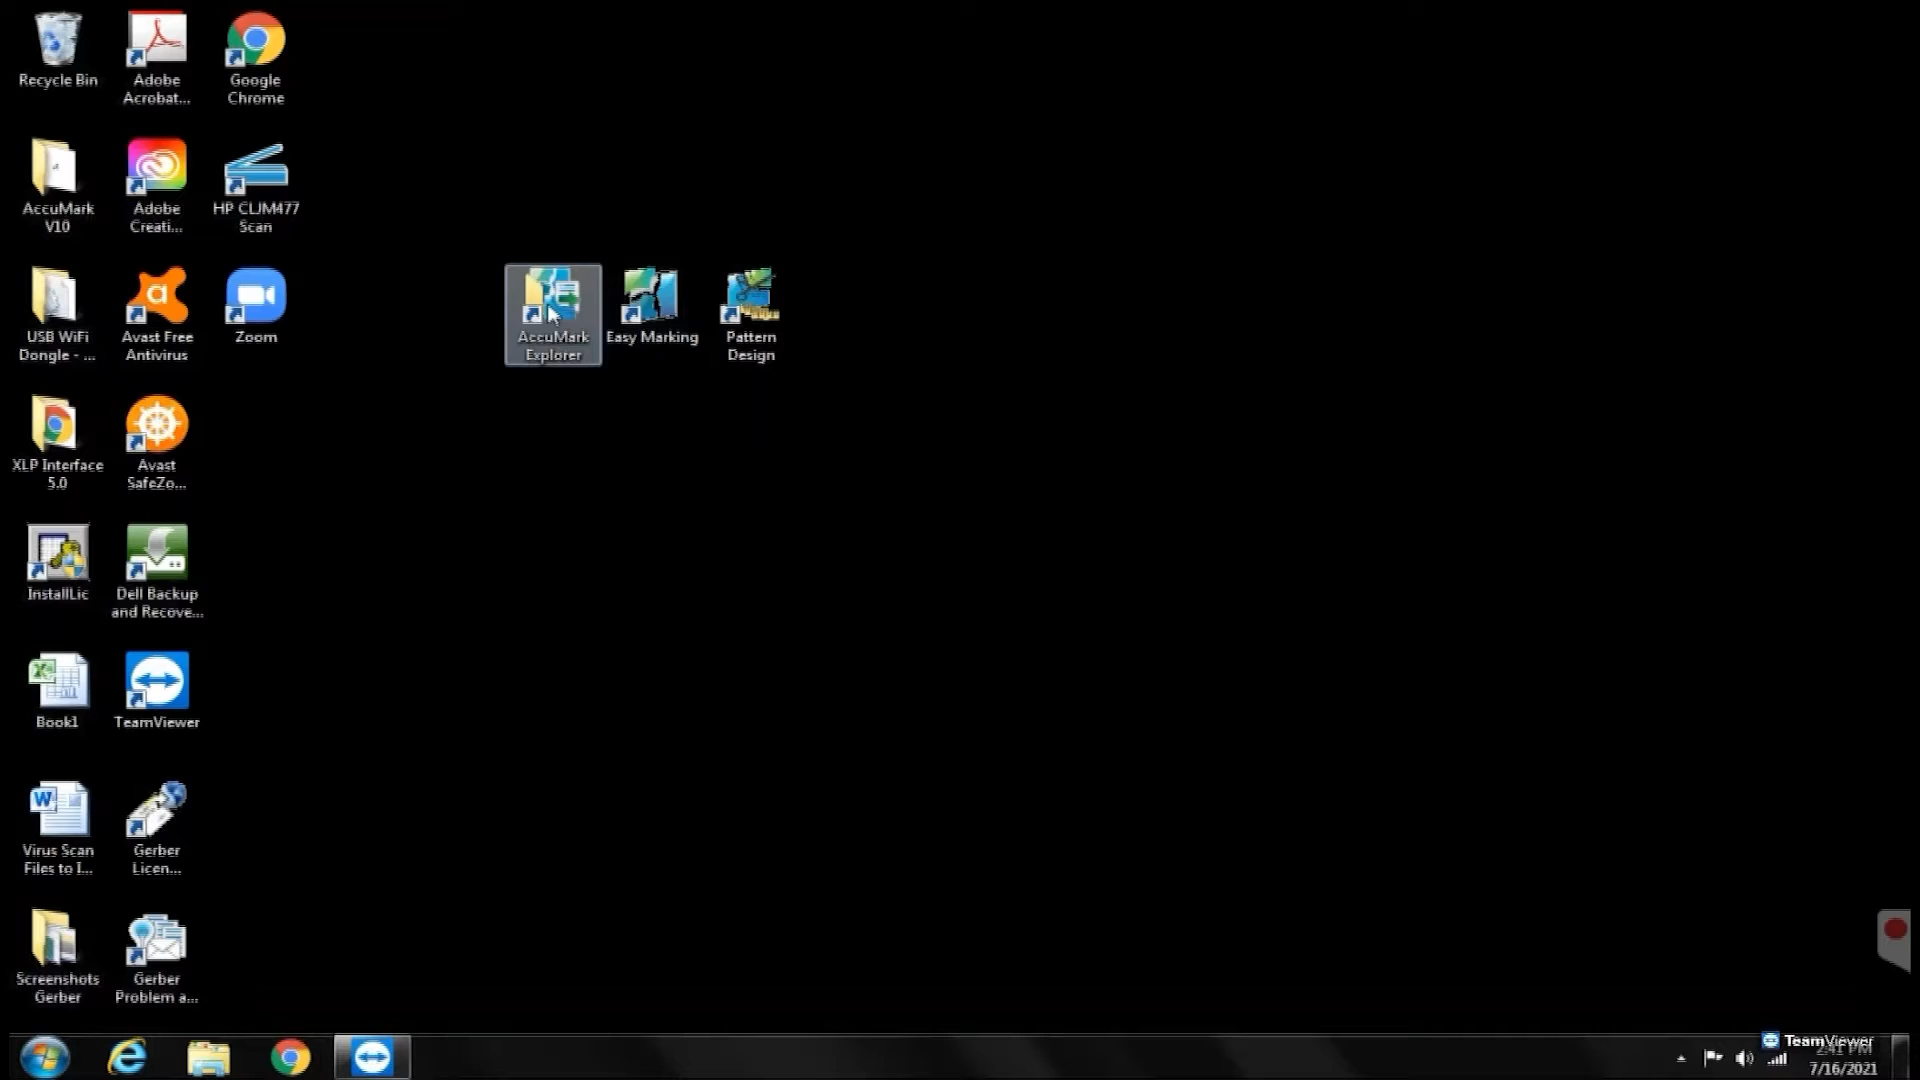 Recycle Bin
Adobe
Acrobat...
Google
Chrome
AccuMark
V10
Adobe
Creati...
HP CLJM477
Scan
USB WiFi
Dongle - ...
Avast Free
Antivirus
Zoom
AccuMark
Explorer
Easy Marking
Pattern
Design
XLP Interface
5.0
Avast
SafeZo...
InstallLic
Dell Backup
and Recove...
Book1
TeamViewer
Virus Scan
Files to I...
Gerber
Licen...
Screenshots
Gerber
Gerber
Problem a...
TeamViewer
2:41 PM
7/16/2021